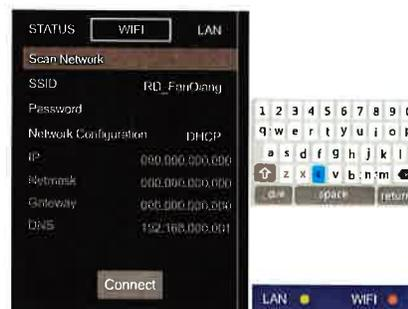 STATUS WIFI LAN
Scan Network
SSID RD_FanQiang
Password
Network Configuration DHCP
IP 000.000.000.000
Netmask 000.000.000.000
Gateway 000.000.000.000
DNS 192.168.000.001
Connect
1 2 3 4 5 6 7 8 9 0
q w e r t y u i o p
a s d f g h j k l
z x c v b n m
space return
LAN WIFI